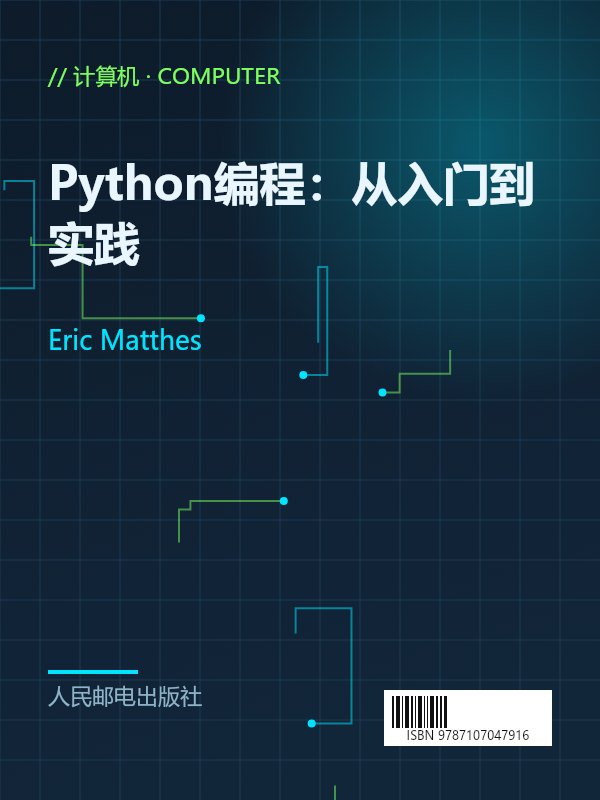 // 计算机 · COMPUTER
Python编程：从入门到
实践
Eric Matthes
人民邮电出版社
ISBN 9787107047916